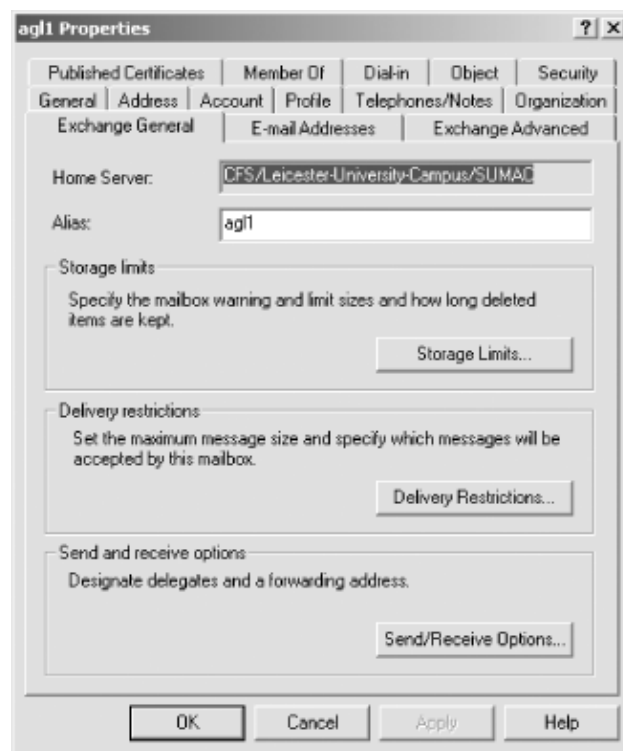 agl1 Properties
Published Certificates Member Of Dial-in Object Security
General Address Account Profile Telephones/Notes Organization
Exchange General E-mail Addresses Exchange Advanced
Home Server: CFS/Leicester-University-Campus/SUMAC
Alias: agl1
Storage limits
Specify the mailbox warning and limit sizes and how long deleted
items are kept.
Storage Limits...
Delivery restrictions
Set the maximum message size and specify which messages will be
accepted by this mailbox.
Delivery Restrictions...
Send and receive options
Designate delegates and a forwarding address.
Send/Receive Options...
OK Cancel Apply Help